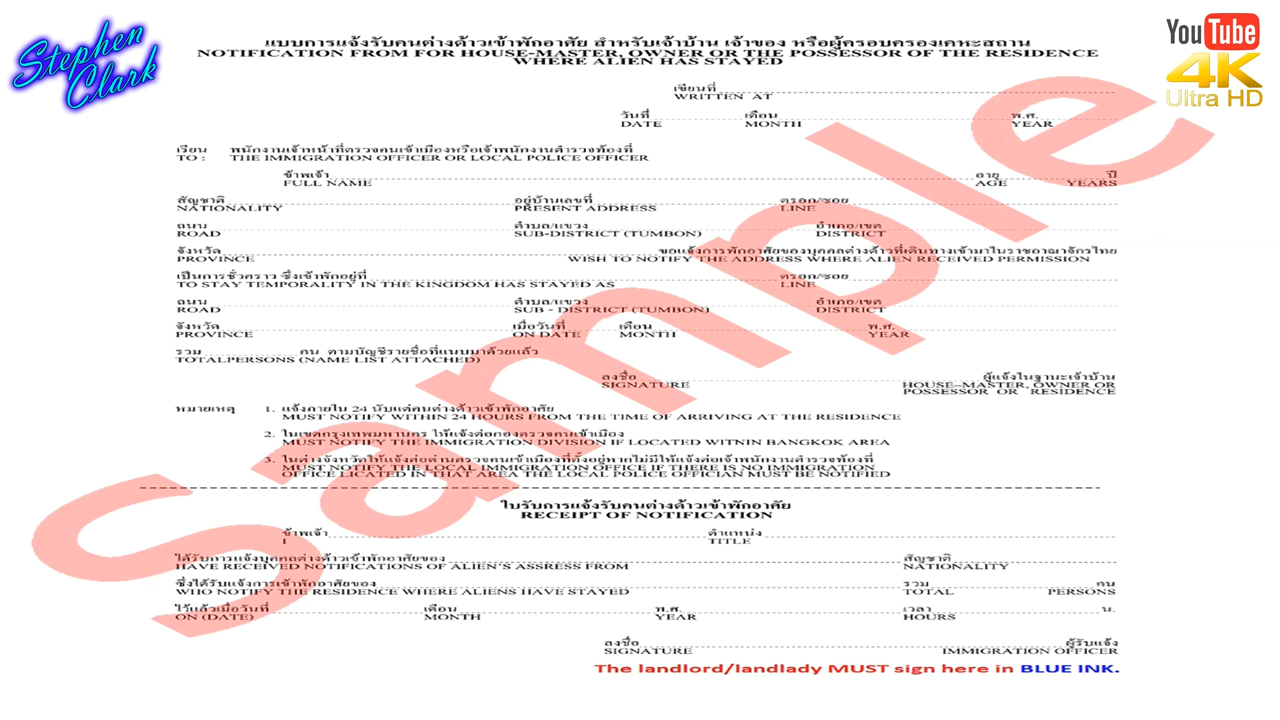 Stephen
Clark
YouTube
4K
Ultra HD
แบบการแจ้งรับคนต่างด้าวเข้าพักอาศัย สำหรับเจ้าบ้าน เจ้าของ หรือผู้ครอบครองเคหะสถาน
NOTIFICATION FROM FOR HOUSE-MASTER, OWNER OR THE POSSESSOR OF THE RESIDENCE
WHERE ALIEN HAS STAYED
เขียนที่
WRITTEN AT
วันที่ เดือน พ.ศ.
DATE MONTH YEAR
เรียน พนักงานเจ้าหน้าที่ตรวจคนเข้าเมืองหรือเจ้าพนักงานตำรวจท้องที่
TO : THE IMMIGRATION OFFICER OR LOCAL POLICE OFFICER
ข้าพเจ้า อายุ ปี
FULL NAME AGE YEARS
สัญชาติ อยู่บ้านเลขที่ ตรอก/ซอย
NATIONALITY PRESENT ADDRESS LINE
ถนน ตำบล/แขวง อำเภอ/เขต
ROAD SUB-DISTRICT (TUMBON) DISTRICT
จังหวัด ขอแจ้งการพักอาศัยของบุคคลต่างด้าวที่เดินทางเข้ามาในราชอาณาจักรไทย
PROVINCE WISH TO NOTIFY THE ADDRESS WHERE ALIEN RECEIVED PERMISSION
เป็นการชั่วคราว ซึ่งเข้าพักอยู่ที่ ตรอก/ซอย
TO STAY TEMPORALITY IN THE KINGDOM HAS STAYED AS LINE
ถนน ตำบล/แขวง อำเภอ/เขต
ROAD SUB - DISTRICT (TUMBON) DISTRICT
จังหวัด เมื่อวันที่ เดือน พ.ศ.
PROVINCE ON DATE MONTH YEAR
รวม คน ตามบัญชีรายชื่อที่แนบมาด้วยแล้ว
TOTALPERSONS (NAME LIST ATTACHED)
ลงชื่อ ผู้แจ้งในฐานะเจ้าบ้าน
SIGNATURE HOUSE–MASTER, OWNER OR
POSSESSOR OR RESIDENCE
หมายเหตุ 1. แจ้งภายใน 24 นับแต่คนต่างด้าวเข้าพักอาศัย
MUST NOTIFY WITHIN 24 HOURS FROM THE TIME OF ARRIVING AT THE RESIDENCE
2. ในเขตกรุงเทพมหานคร ให้แจ้งต่อกองตรวจคนเข้าเมือง
MUST NOTIFY THE IMMIGRATION DIVISION IF LOCATED WITNIN BANGKOK AREA
3. ในต่างจังหวัดให้แจ้งต่อด่านตรวจคนเข้าเมืองที่ตั้งอยู่หากไม่มีให้แจ้งต่อเจ้าพนักงานตำรวจท้องที่
MUST NOTIFY THE LOCAL IMMIGRATION OFFICE IF THERE IS NO IMMIGRATION
OFFICE LICATED IN THAT AREA THE LOCAL POLICE OFFICIAN MUST BE NOTIFIED
ใบรับการแจ้งรับคนต่างด้าวเข้าพักอาศัย
RECEIPT OF NOTIFICATION
ข้าพเจ้า ตำแหน่ง
I TITLE
ได้รับการแจ้งบุคคลต่างด้าวเข้าพักอาศัยของ สัญชาติ
HAVE RECEIVED NOTIFICATIONS OF ALIEN'S ASSRESS FROM NATIONALITY
ซึ่งได้รับแจ้งการเข้าพักอาศัยของ รวม คน
WHO NOTIFY THE RESIDENCE WHERE ALIENS HAVE STAYED TOTAL PERSONS
ไว้แล้วเมื่อวันที่ เดือน พ.ศ. เวลา น.
ON (DATE) MONTH YEAR HOURS
ลงชื่อ ผู้รับแจ้ง
SIGNATURE IMMIGRATION OFFICER
The landlord/landlady MUST sign here in BLUE INK.
Sample